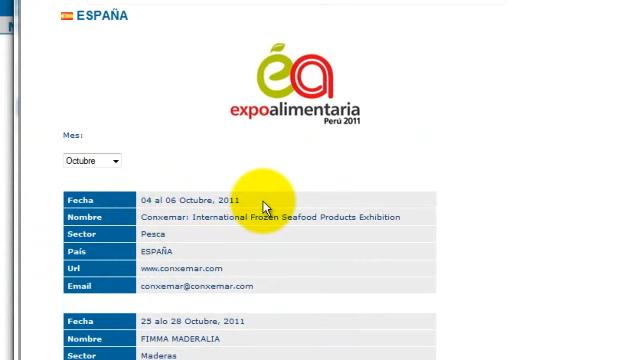 ESPAÑA
éa
expoalimentaria
Perú 2011
Mes:
Octubre
Fecha 04 al 06 Octubre, 2011
Nombre Conxemar: International Frozen Seafood Products Exhibition
Sector Pesca
País ESPAÑA
Url www.conxemar.com
Email conxemar@conxemar.com
Fecha 25 alo 28 Octubre, 2011
Nombre FIMMA MADERALIA
Sector Maderas